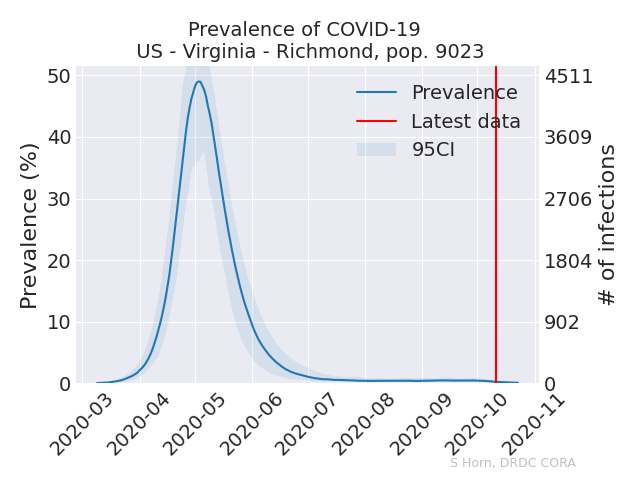 Prevalence of COVID-19
US - Virginia - Richmond, pop. 9023
Prevalence (%)
50
40
30
20
10
0
Prevalence
Latest data
95CI
4511
3609
2706
1804
902
0
# of infections
2020-03
2020-04
2020-05
2020-06
2020-07
2020-08
2020-09
2020-10
2020-11
S Horn, DRDC CORA